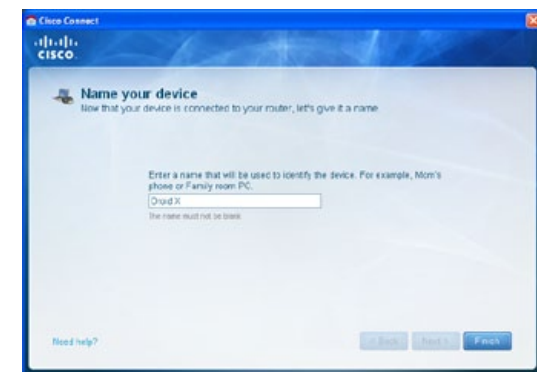 Cisco Connect
CISCO
Name your device
Now that your device is connected to your router, let's give it a name
Enter a name that will be used to identify the device. For example, Mom's
phone or Family room PC.
Droid X
The name must not be blank
Need help?
< Back
Next >
Finish